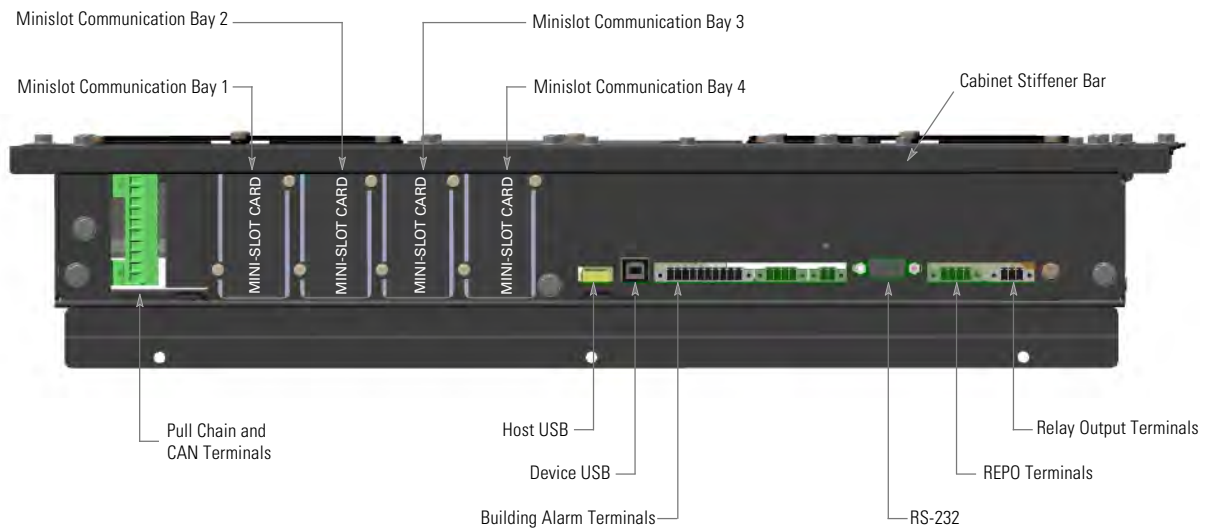 Minislot Communication Bay 2
Minislot Communication Bay 3
Minislot Communication Bay 1
Minislot Communication Bay 4
Cabinet Stiffener Bar
MINI-SLOT CARD
MINI-SLOT CARD
MINI-SLOT CARD
MINI-SLOT CARD
Pull Chain and
CAN Terminals
Host USB
Relay Output Terminals
Device USB
REPO Terminals
Building Alarm Terminals
RS-232